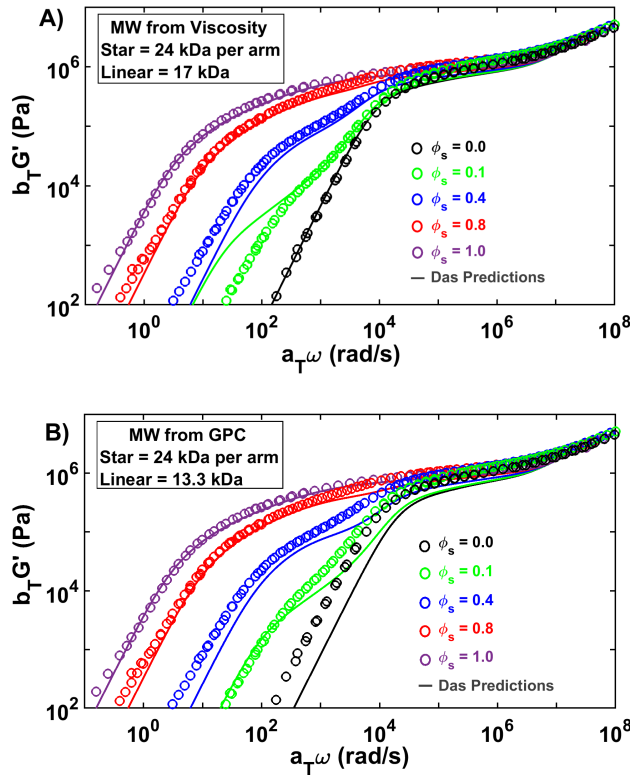 A)
MW from Viscosity
Star = 24 kDa per arm
Linear = 17 kDa
b_T G' (Pa)
10^6
10^4
10^2
ϕ_s = 0.0
ϕ_s = 0.1
ϕ_s = 0.4
ϕ_s = 0.8
ϕ_s = 1.0
— Das Predictions
10^0 10^2 10^4 10^6 10^8
a_T ω (rad/s)
B)
MW from GPC
Star = 24 kDa per arm
Linear = 13.3 kDa
b_T G' (Pa)
10^6
10^4
10^2
ϕ_s = 0.0
ϕ_s = 0.1
ϕ_s = 0.4
ϕ_s = 0.8
ϕ_s = 1.0
— Das Predictions
10^0 10^2 10^4 10^6 10^8
a_T ω (rad/s)